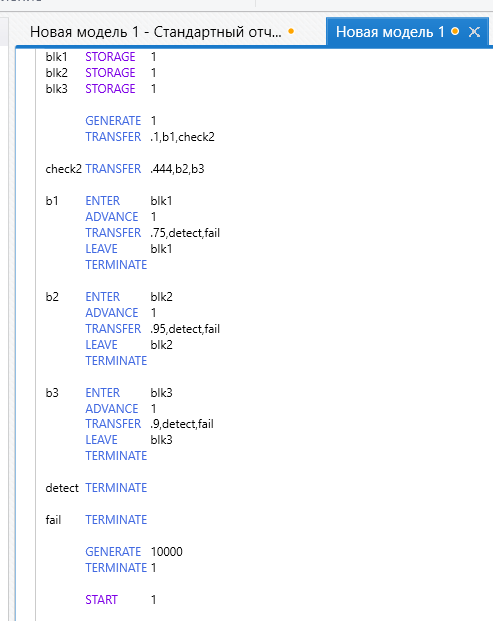 Новая модель 1 - Стандартный отч... Новая модель 1
blk1 STORAGE 1
blk2 STORAGE 1
blk3 STORAGE 1
GENERATE 1
TRANSFER .1,b1,check2
check2 TRANSFER .444,b2,b3
b1 ENTER blk1
ADVANCE 1
TRANSFER .75,detect,fail
LEAVE blk1
TERMINATE
b2 ENTER blk2
ADVANCE 1
TRANSFER .95,detect,fail
LEAVE blk2
TERMINATE
b3 ENTER blk3
ADVANCE 1
TRANSFER .9,detect,fail
LEAVE blk3
TERMINATE
detect TERMINATE
fail TERMINATE
GENERATE 10000
TERMINATE 1
START 1